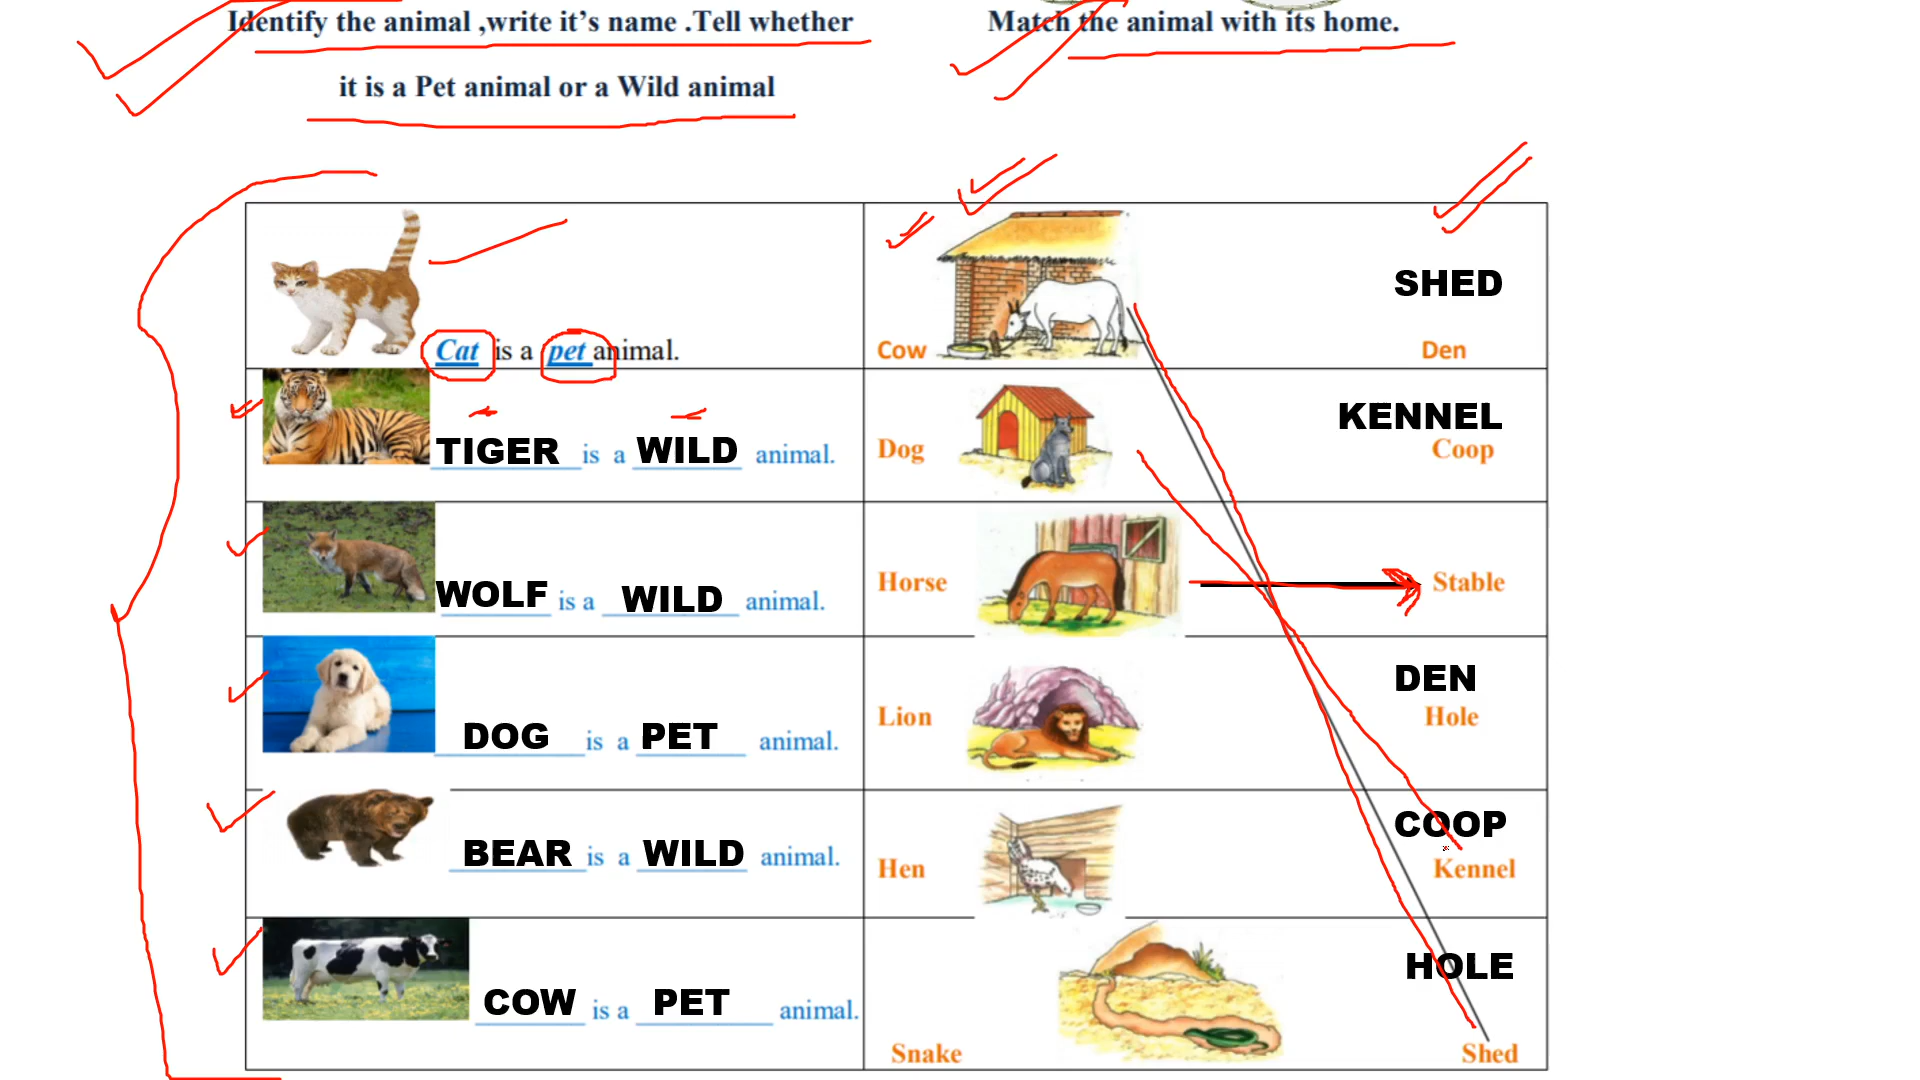 Identify the animal ,write it's name .Tell whether
it is a Pet animal or a Wild animal
Cat is a pet animal.
TIGER is a WILD animal.
WOLF is a WILD animal.
DOG is a PET animal.
BEAR is a WILD animal.
COW is a PET animal.
Match the animal with its home.
SHED
Cow Den
KENNEL
Dog Coop
Horse Stable
DEN
Lion Hole
COOP
Hen Kennel
HOLE
Snake Shed